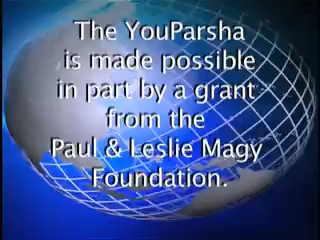 The YouParsha
is made possible
in part by a grant
from the
Paul & Leslie Magy
Foundation.